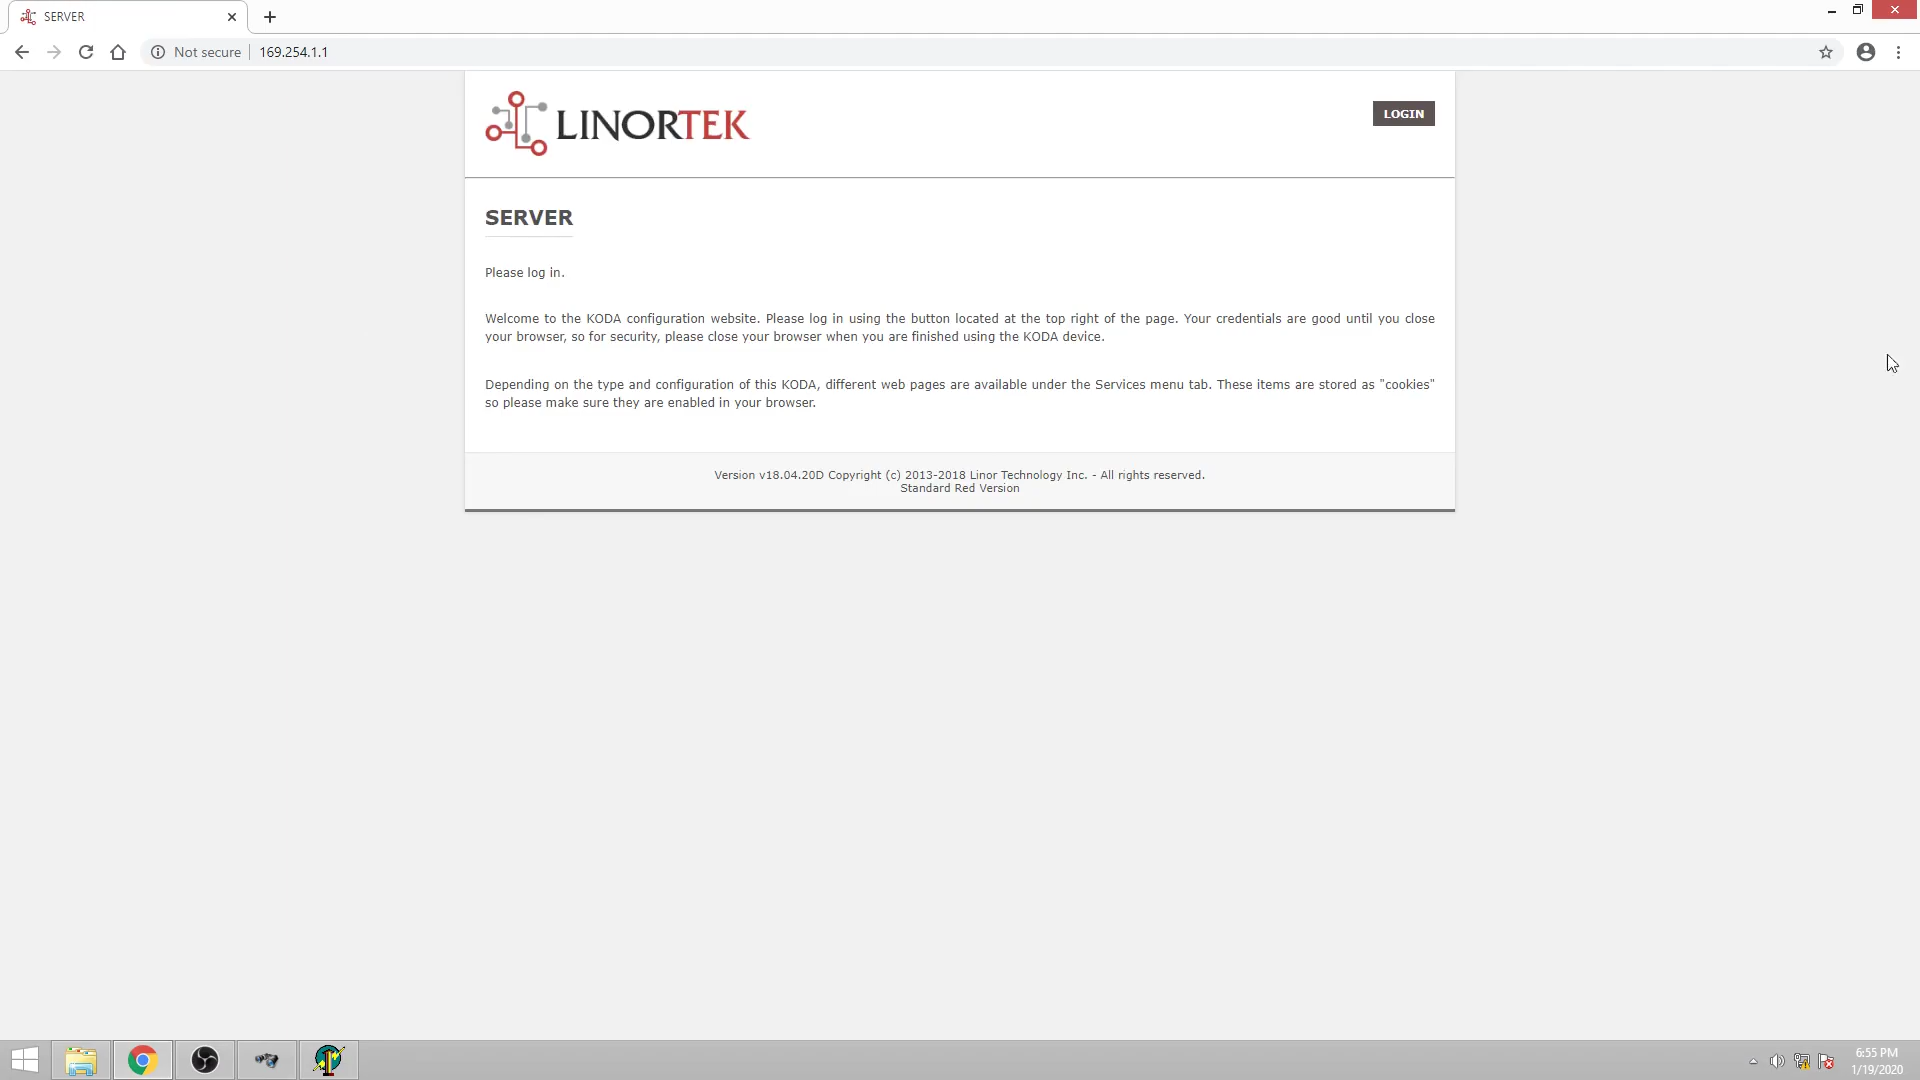 SERVER
Not secure
169.254.1.1
LINORTEK
LOGIN
SERVER
Please log in.
Welcome to the KODA configuration website. Please log in using the button located at the top right of the page. Your credentials are good until you close
your browser, so for security, please close your browser when you are finished using the KODA device.
Depending on the type and configuration of this KODA, different web pages are available under the Services menu tab. These items are stored as "cookies"
so please make sure they are enabled in your browser.
Version v18.04.20D Copyright (c) 2013-2018 Linor Technology Inc. - All rights reserved.
Standard Red Version
6:55 PM
1/19/2020